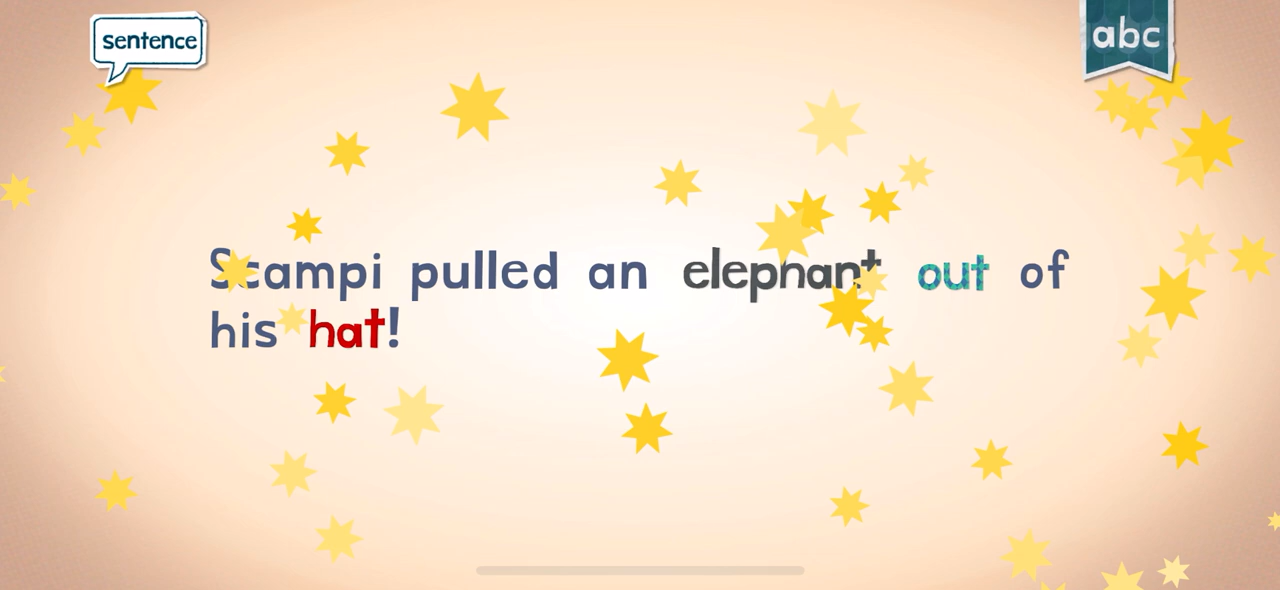 sentence
abc
Scampi pulled an elephant out of
his hat!